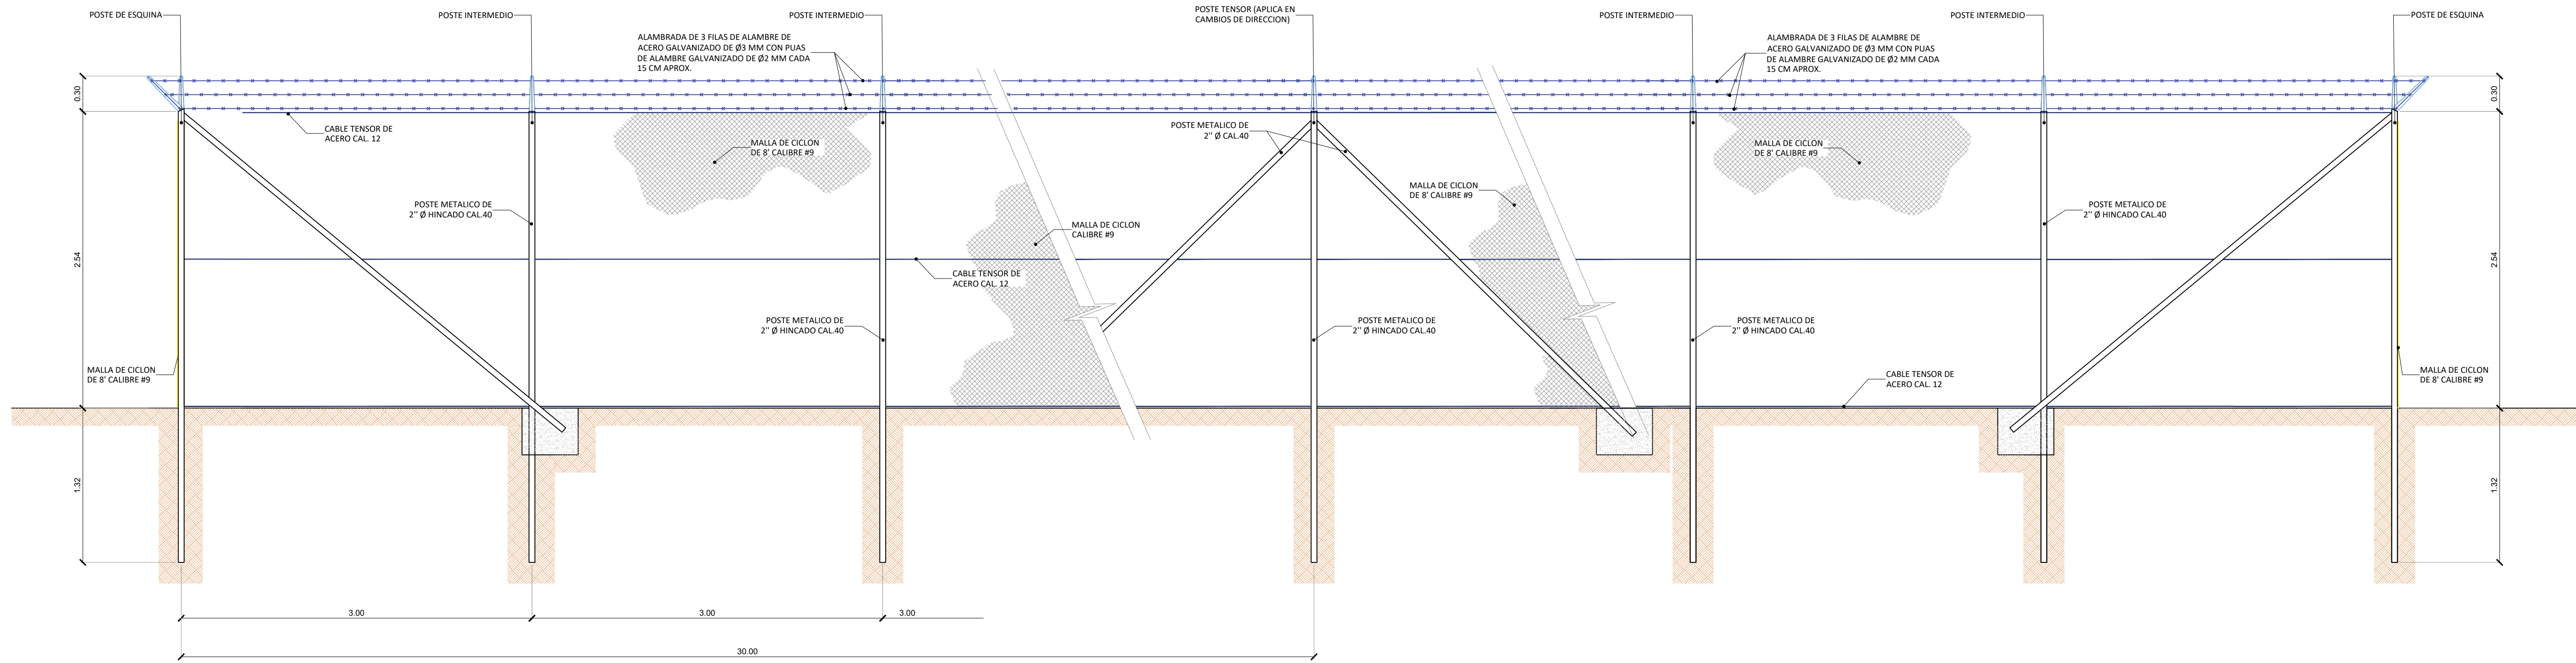 POSTE DE ESQUINA
POSTE INTERMEDIO
POSTE INTERMEDIO
POSTE TENSOR (APLICA EN
CAMBIOS DE DIRECCION)
POSTE INTERMEDIO
POSTE INTERMEDIO
POSTE DE ESQUINA
ALAMBRADA DE 3 FILAS DE ALAMBRE DE
ACERO GALVANIZADO DE Ø3 MM CON PUAS
DE ALAMBRE GALVANIZADO DE Ø2 MM CADA
15 CM APROX.
ALAMBRADA DE 3 FILAS DE ALAMBRE DE
ACERO GALVANIZADO DE Ø3 MM CON PUAS
DE ALAMBRE GALVANIZADO DE Ø2 MM CADA
15 CM APROX.
0.30
0.30
CABLE TENSOR DE
ACERO CAL. 12
MALLA DE CICLON
DE 8' CALIBRE #9
POSTE METALICO DE
2'' Ø CAL.40
MALLA DE CICLON
DE 8' CALIBRE #9
MALLA DE CICLON
DE 8' CALIBRE #9
POSTE METALICO DE
2'' Ø HINCADO CAL.40
MALLA DE CICLON
CALIBRE #9
POSTE METALICO DE
2'' Ø HINCADO CAL.40
2.54
2.54
CABLE TENSOR DE
ACERO CAL. 12
POSTE METALICO DE
2'' Ø HINCADO CAL.40
POSTE METALICO DE
2'' Ø HINCADO CAL.40
POSTE METALICO DE
2'' Ø HINCADO CAL.40
MALLA DE CICLON
DE 8' CALIBRE #9
CABLE TENSOR DE
ACERO CAL. 12
MALLA DE CICLON
DE 8' CALIBRE #9
1.32
1.32
3.00
3.00
3.00
30.00